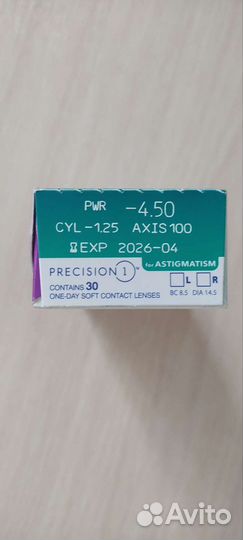 PWR -4.50
CYL -1.25 AXIS 100
EXP 2026-04
PRECISION 1™ for ASTIGMATISM
CONTAINS 30 L R
ONE-DAY SOFT CONTACT LENSES BC 8.5 DIA 14.5
Avito